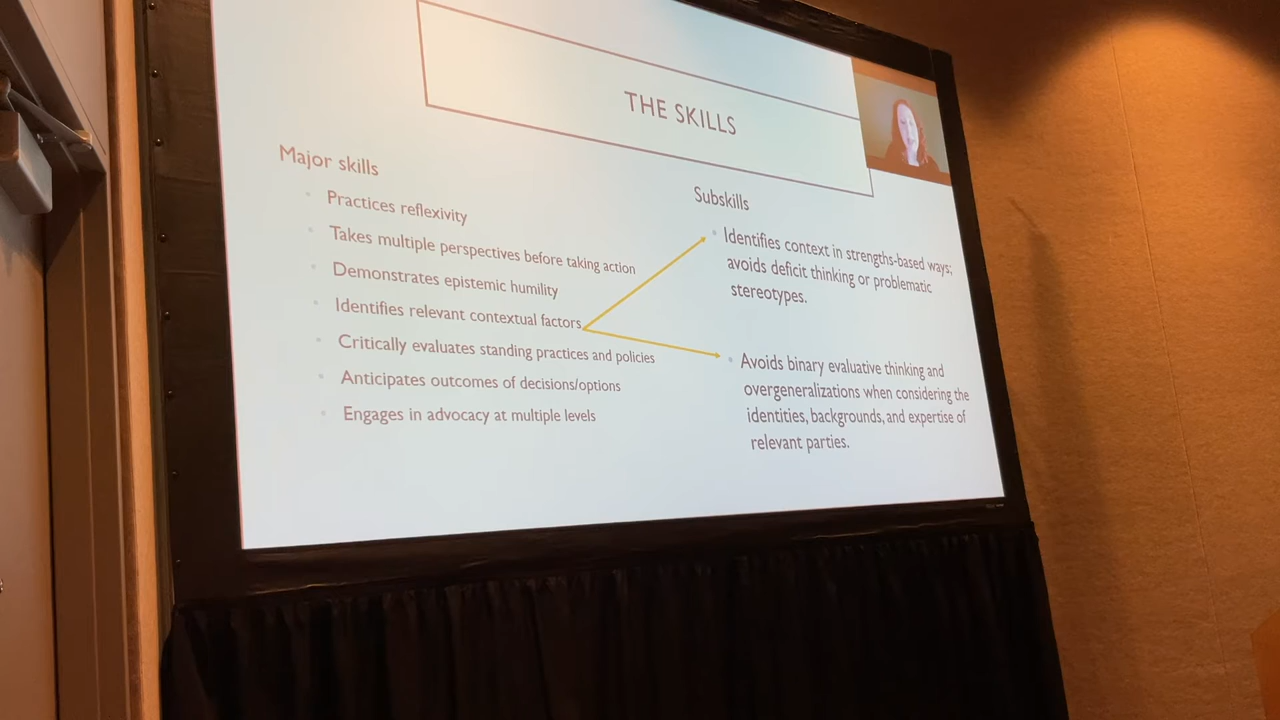 THE SKILLS
Major skills
Practices reflexivity
Takes multiple perspectives before taking action
Demonstrates epistemic humility
Identifies relevant contextual factors
Critically evaluates standing practices and policies
Anticipates outcomes of decisions/options
Engages in advocacy at multiple levels
Subskills
Identifies context in strengths-based ways;
avoids deficit thinking or problematic
stereotypes.
Avoids binary evaluative thinking and
overgeneralizations when considering the
identities, backgrounds, and expertise of
relevant parties.